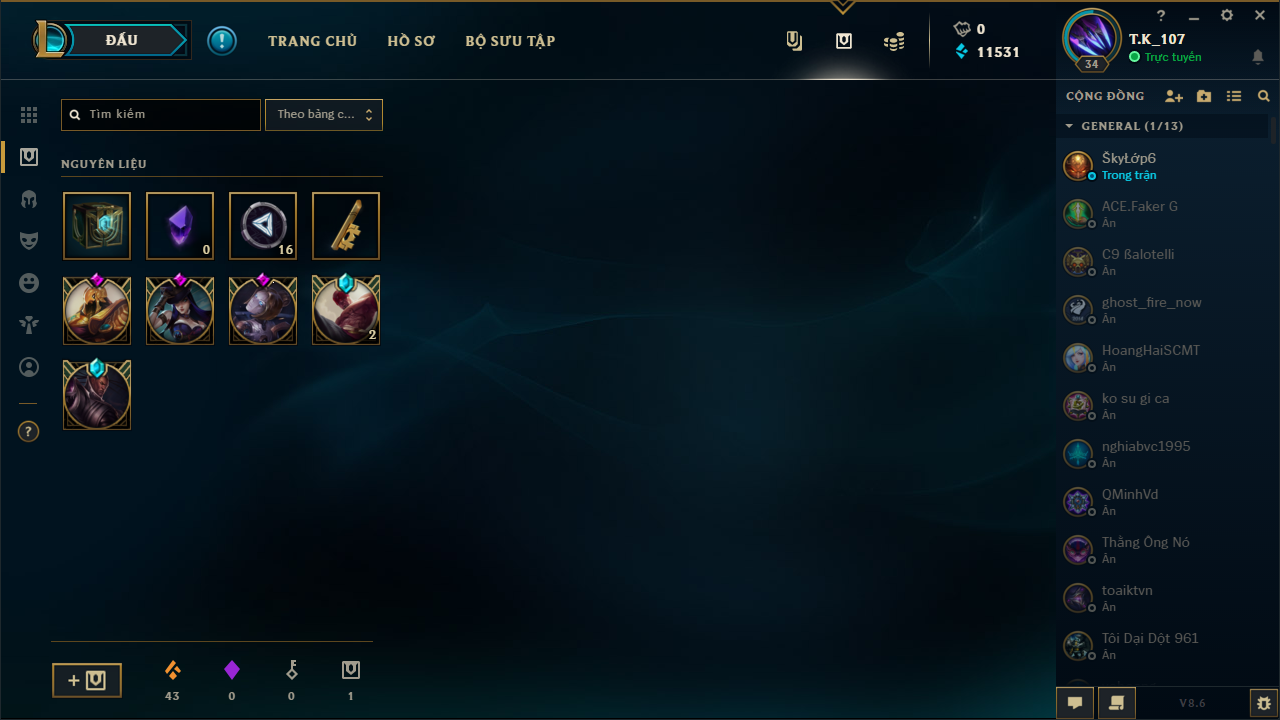 ĐẤU
TRANG CHỦ
HỒ SƠ
BỘ SƯU TẬP
0
11531
34
T.K_107
Trực tuyến
Tìm kiếm
Theo bảng c...
NGUYÊN LIỆU
0
16
2
43
0
0
1
CỘNG ĐỒNG
GENERAL (1/13)
ŠkyŁớp6
Trong trận
ACE.Faker G
Ẩn
C9 ßalotelli
Ẩn
ghost_fire_now
Ẩn
HoangHaiSCMT
Ẩn
ko su gi ca
Ẩn
nghiabvc1995
Ẩn
QMinhVd
Ẩn
Thằng Ông Nó
Ẩn
toaiktvn
Ẩn
Tôi Dại Dột 961
Ẩn
V8.6